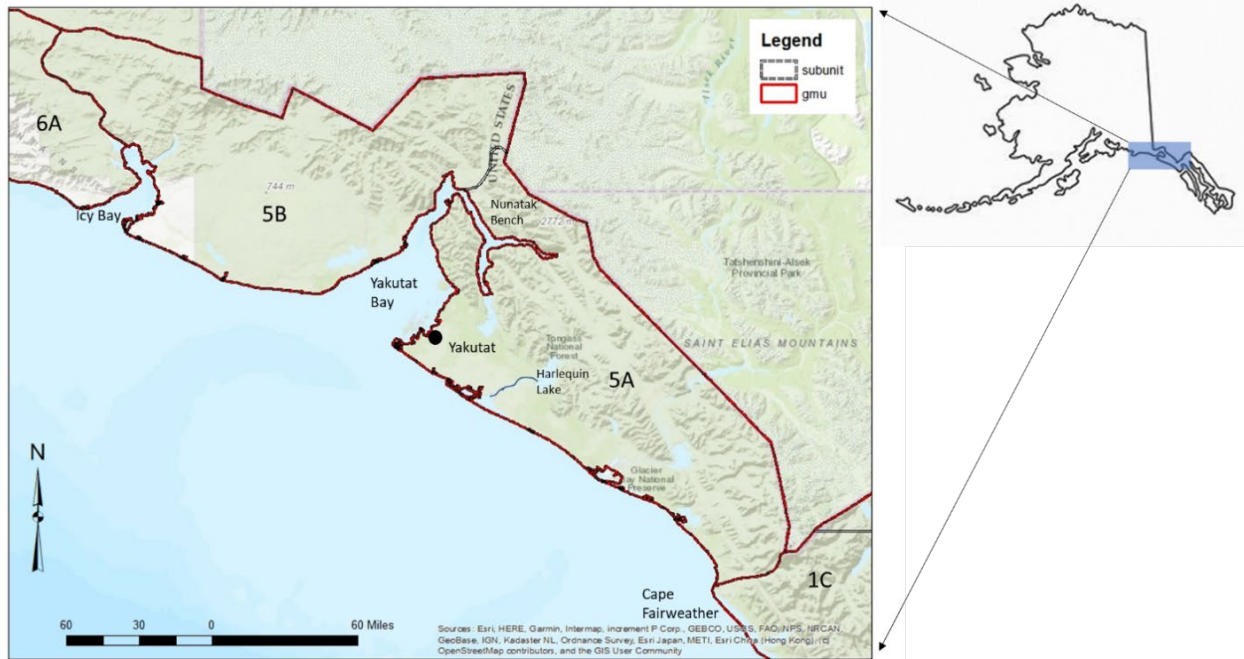 Legend
subunit
gmu
Alsek River
UNITED STATES
6A
744 m
5B
Icy Bay
Nunatak
Bench
2772 m
Tatshenshini-Alsek
Provincial Park
Yakutat
Bay
Yakutat
Tongass
National
Forest
SAINT ELIAS MOUNTAINS
Harlequin
Lake
5A
N
Glacier
Bay National
Preserve
1C
Cape
Fairweather
60 30 0 60 Miles
Sources: Esri, HERE, Garmin, Intermap, increment P Corp., GEBCO, USGS, FAO, NPS, NRCAN,
GeoBase, IGN, Kadaster NL, Ordnance Survey, Esri Japan, METI, Esri China (Hong Kong), (c)
OpenStreetMap contributors, and the GIS User Community